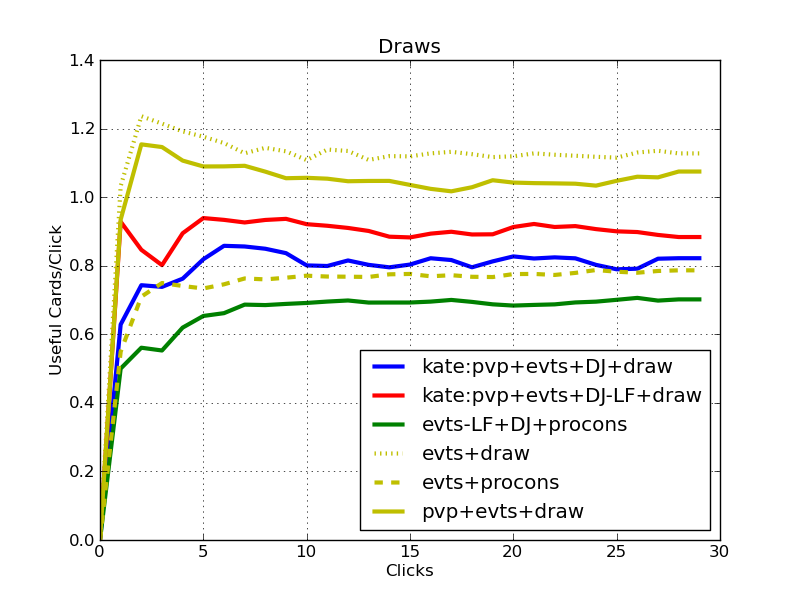 Draws
1.4
1.2
1.0
0.8
0.6
0.4
0.2
0.0
Useful Cards/Click
kate:pvp+evts+DJ+draw
kate:pvp+evts+DJ-LF+draw
evts-LF+DJ+procons
evts+draw
evts+procons
pvp+evts+draw
0 5 10 15 20 25 30
Clicks